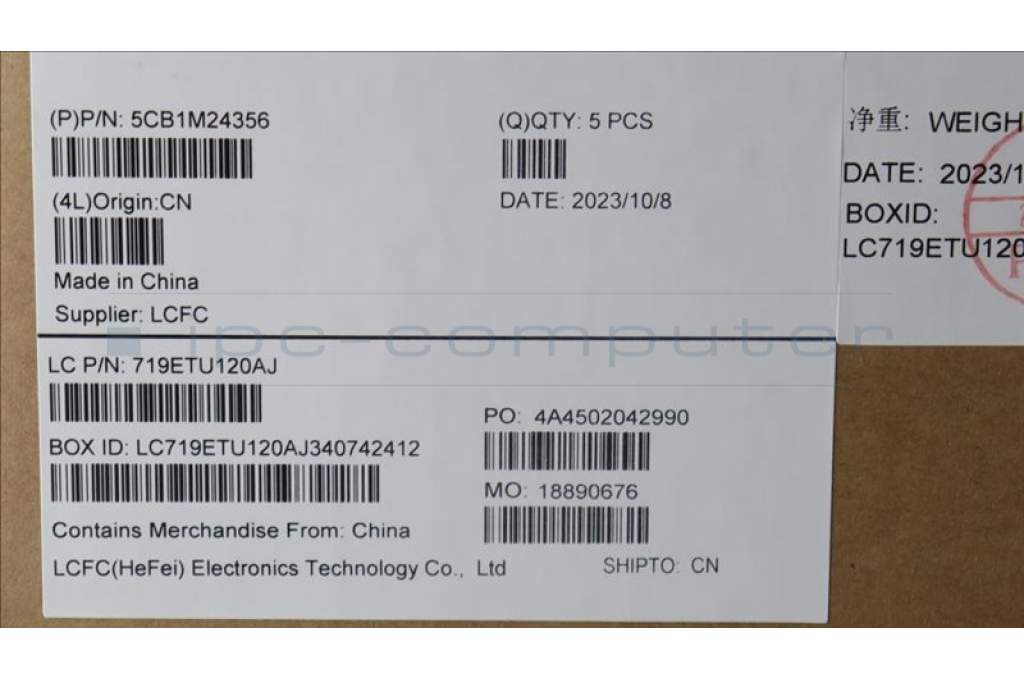 (P)P/N: 5CB1M24356
(Q)QTY: 5 PCS
(4L)Origin:CN
DATE: 2023/10/8
Made in China
Supplier: LCFC
净重: WEIGH
DATE: 2023/1
BOXID:
LC719ETU120
ipc-computer
LC P/N: 719ETU120AJ
PO: 4A4502042990
BOX ID: LC719ETU120AJ340742412
MO: 18890676
Contains Merchandise From: China
LCFC(HeFei) Electronics Technology Co., Ltd
SHIPTO: CN